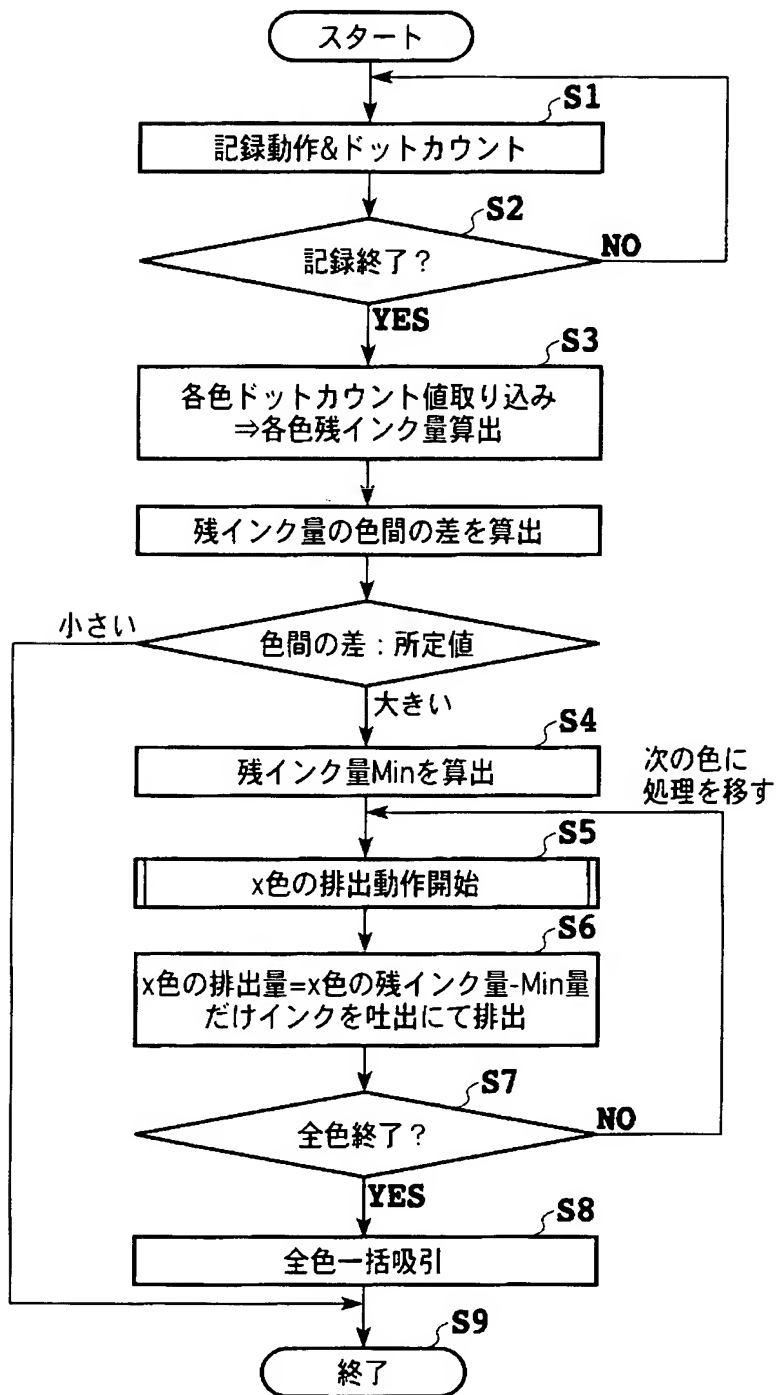 スタート
S1
記録動作&ドットカウント
S2
記録終了?
NO
YES
S3
各色ドットカウント値取り込み
⇒各色残インク量算出
残インク量の色間の差を算出
小さい
色間の差:所定値
大きい
S4
残インク量Minを算出
次の色に
処理を移す
S5
x色の排出動作開始
S6
x色の排出量=x色の残インク量-Min量
だけインクを吐出にて排出
S7
全色終了?
NO
YES
S8
全色一括吸引
S9
終了